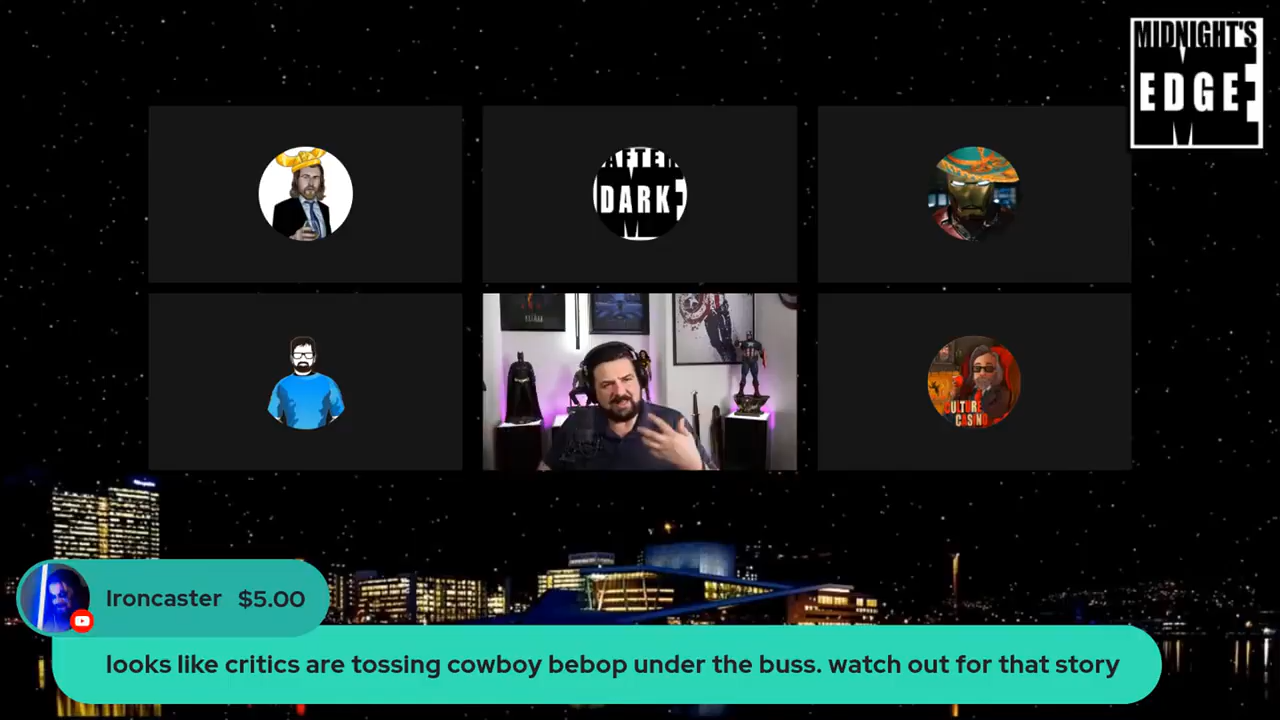 MIDNIGHT'S
EDGE
AFTER
DARK
CULTURE
CASINO
Ironcaster $5.00
looks like critics are tossing cowboy bebop under the buss. watch out for that story